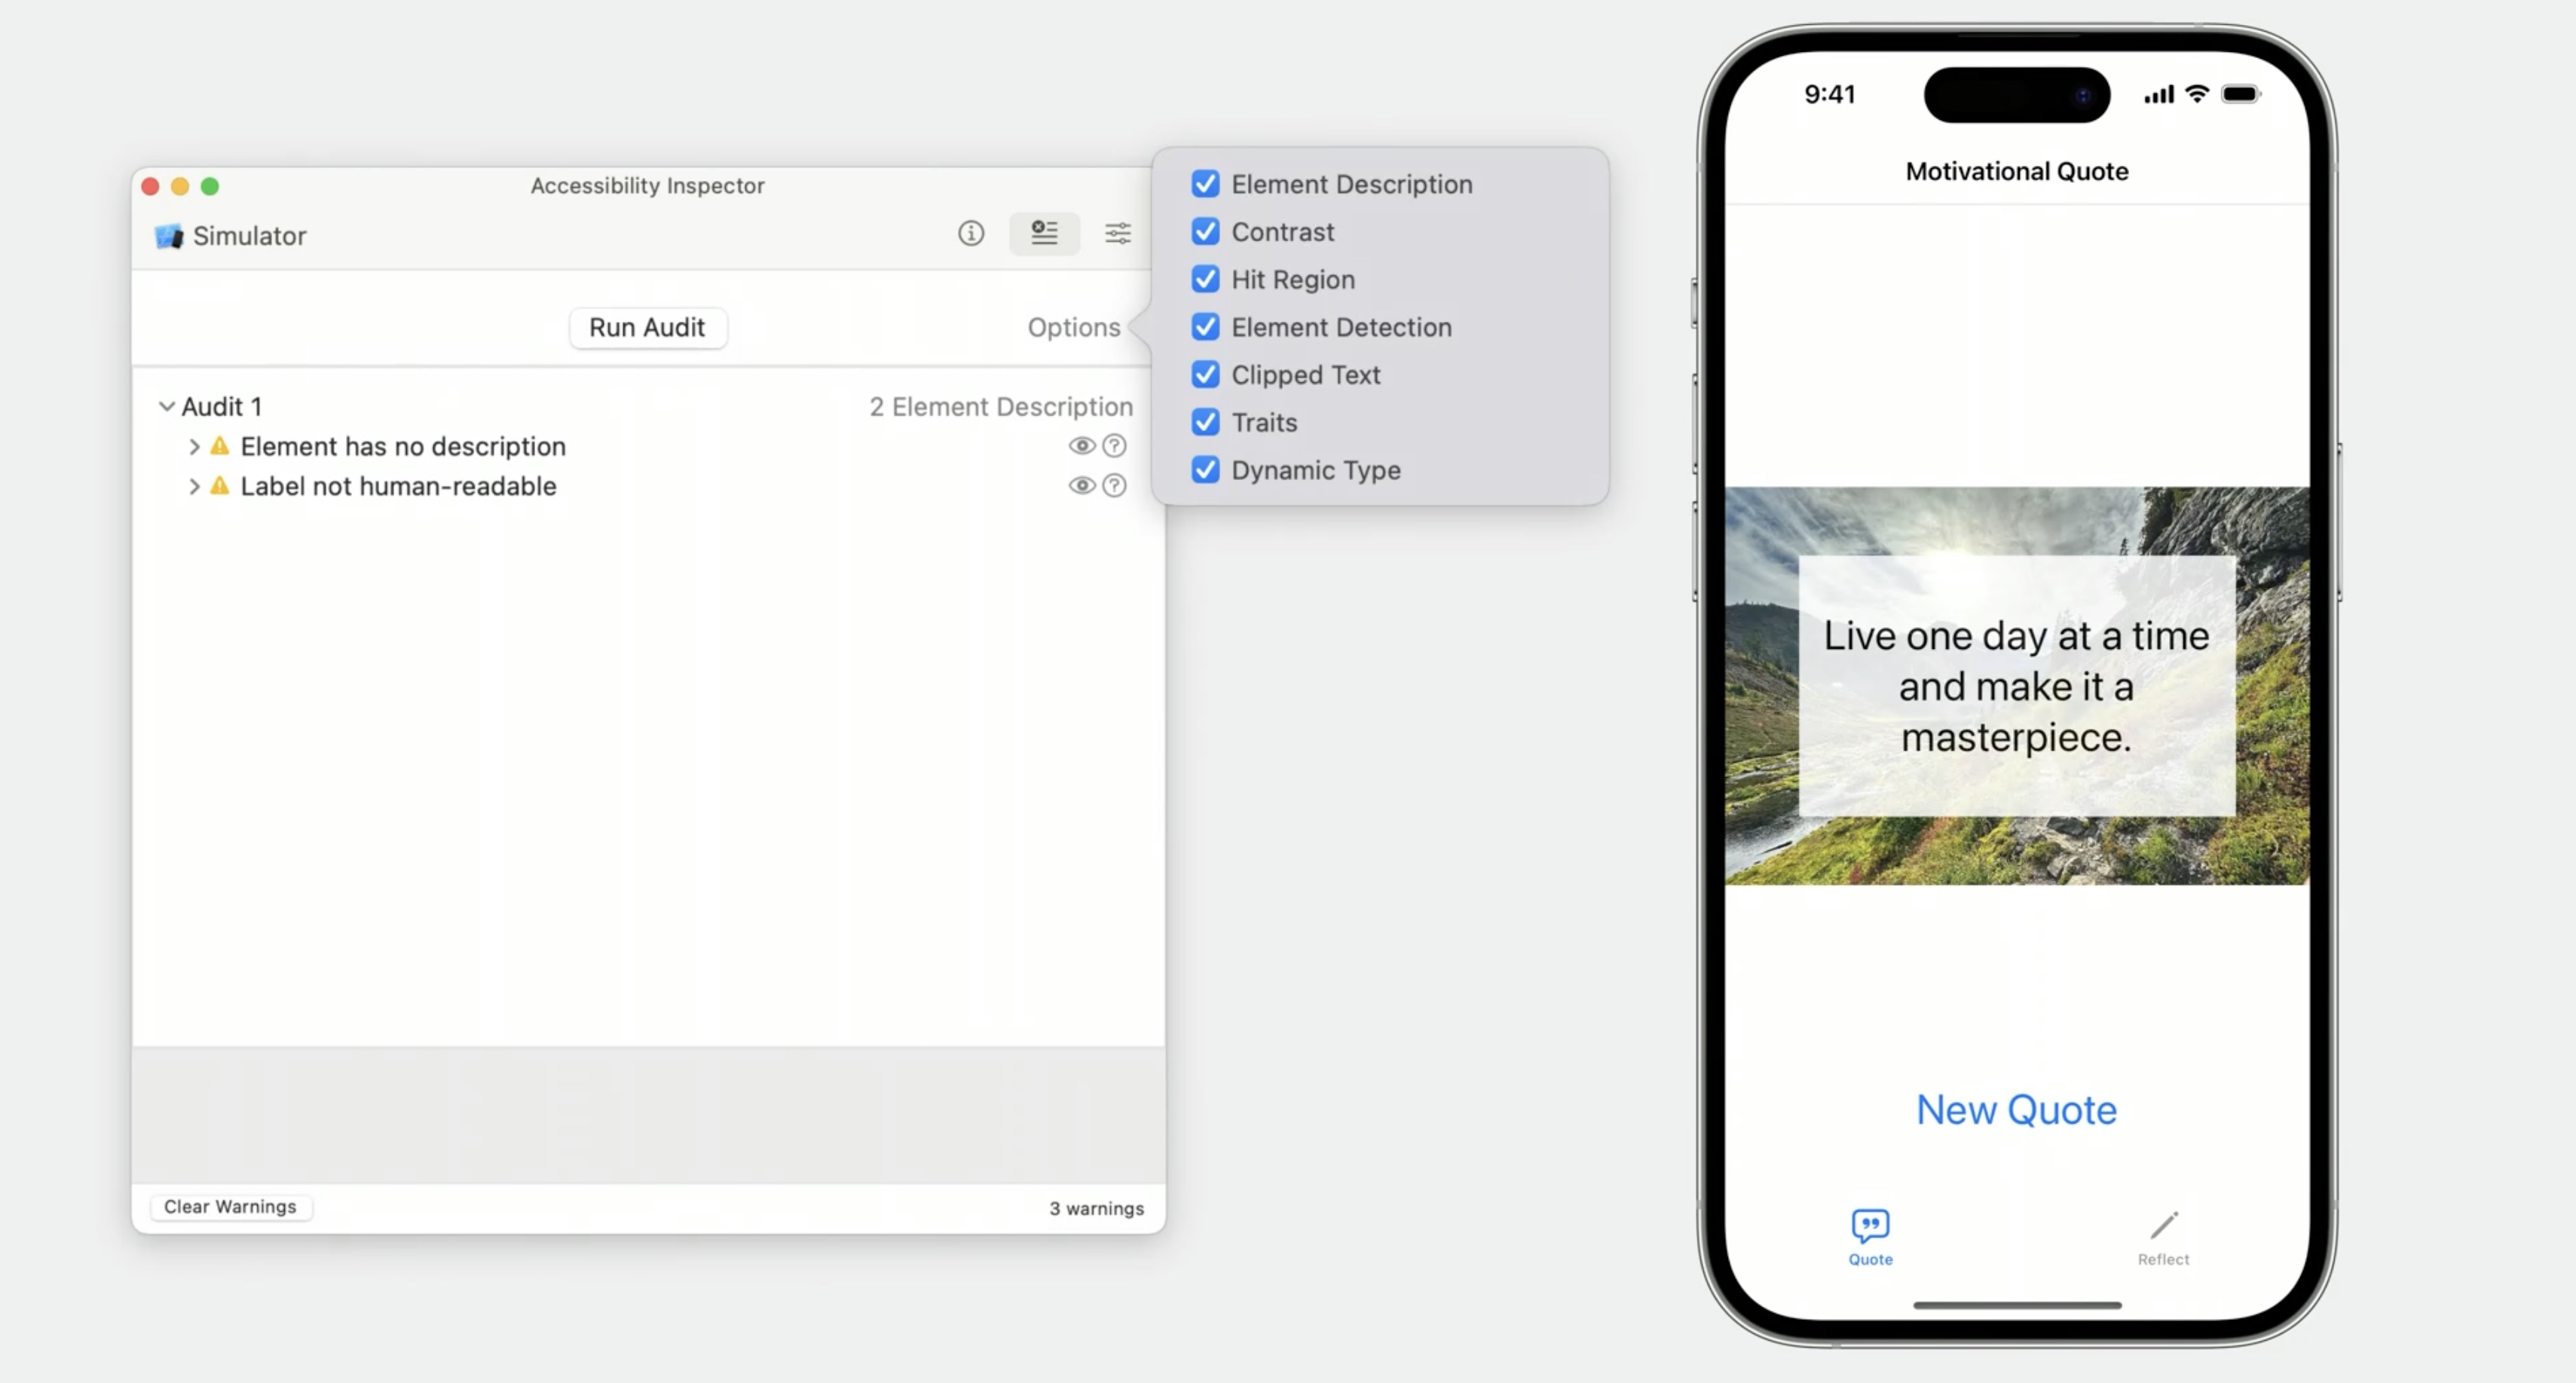 Accessibility Inspector
Simulator
Run Audit
Options
Audit 1
2 Element Description
Element has no description
Label not human-readable
Clear Warnings
3 warnings
Element Description
Contrast
Hit Region
Element Detection
Clipped Text
Traits
Dynamic Type
9:41
Motivational Quote
Live one day at a time
and make it a
masterpiece.
New Quote
Quote
Reflect